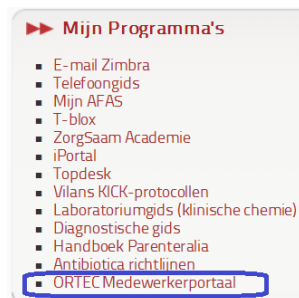 Mijn Programma's
E-mail Zimbra
Telefoongids
Mijn AFAS
T-blox
ZorgSaam Academie
iPortal
Topdesk
Vilans KICK-protocollen
Laboratoriumgids (klinische chemie)
Diagnostische gids
Handboek Parenteralia
Antibiotica richtlijnen
ORTEC Medewerkerportaal